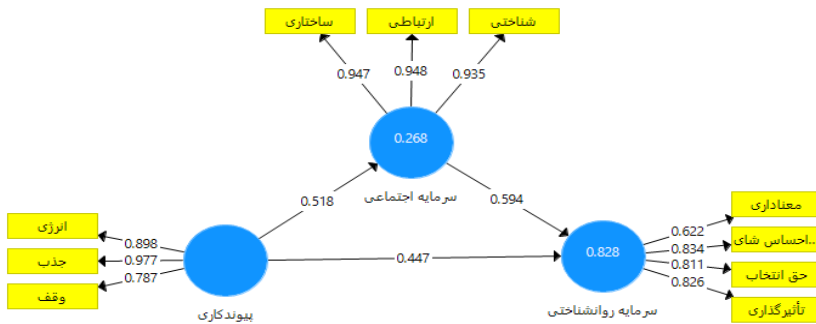 ساختاری
ارتباطی
شناختی
0.947
0.948
0.935
0.268
سرمایه اجتماعی
0.518
0.594
0.447
انرژی
جذب
وقف
0.898
0.977
0.787
پیوندکاری
0.828
سرمایه روانشناختی
0.622
0.834
0.811
0.826
معناداری
احساس شای..
حق انتخاب
تأثیرگذاری